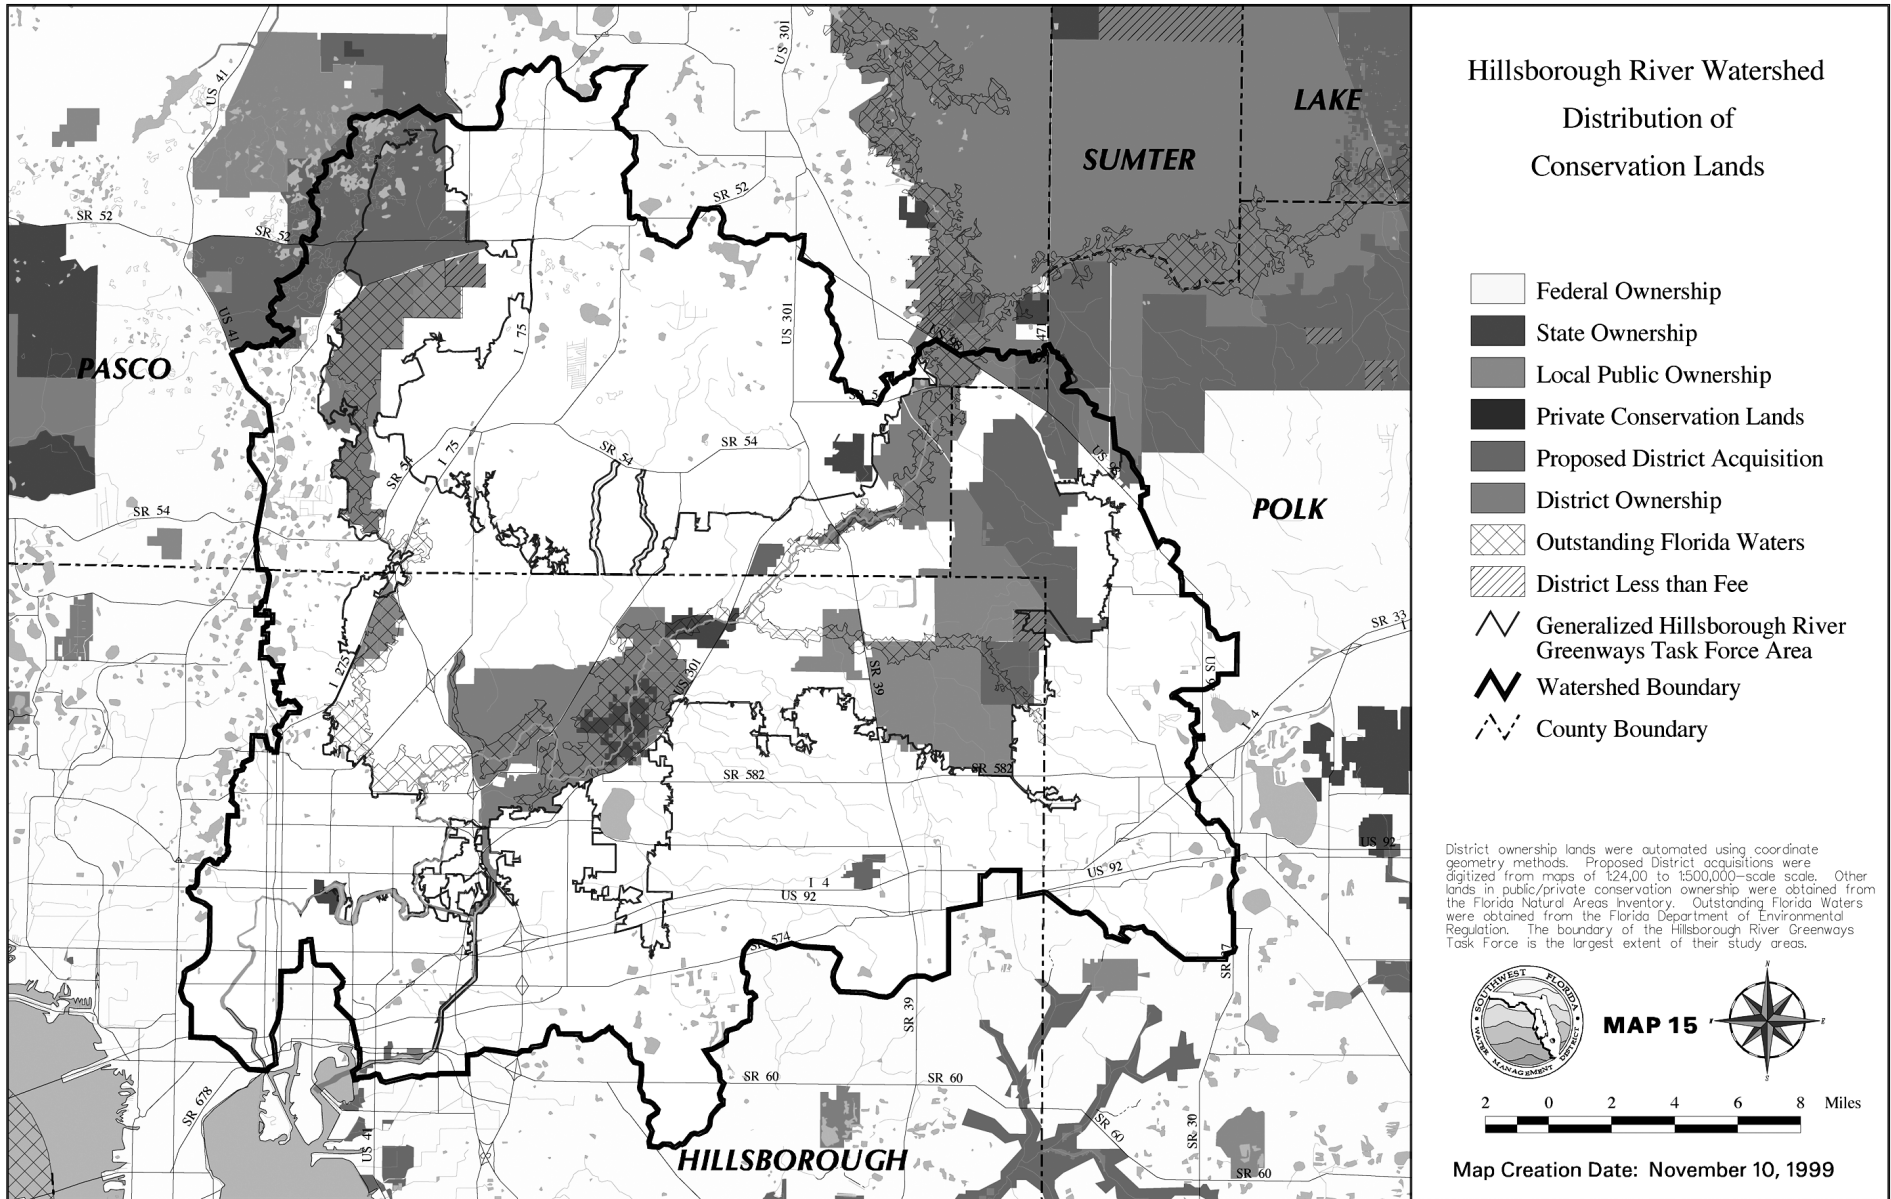 Hillsborough River Watershed
Distribution of
Conservation Lands
Federal Ownership
State Ownership
Local Public Ownership
Private Conservation Lands
Proposed District Acquisition
District Ownership
Outstanding Florida Waters
District Less than Fee
Generalized Hillsborough River
Greenways Task Force Area
Watershed Boundary
County Boundary
District ownership lands were automated using coordinate
geometry methods. Proposed District acquisitions were
digitized from maps of 1:24,00 to 1:500,000-scale scale. Other
lands in public/private conservation ownership were obtained from
the Florida Natural Areas Inventory. Outstanding Florida Waters
were obtained from the Florida Department of Environmental
Regulation. The boundary of the Hillsborough River Greenways
Task Force is the largest extent of their study areas.
SOUTHWEST FLORIDA
WATER MANAGEMENT DISTRICT
MAP 15
N
E
S
2 0 2 4 6 8 Miles
Map Creation Date: November 10, 1999
US 301
US 41
LAKE
SUMTER
SR 52
SR 52
SR 52
US 41
US 301
I 75
471
PASCO
SR 54
SR 54
I 75
SR 54
SR 54
POLK
SR 33
I 275
US 301
SR 39
I 4
SR 582
SR 582
US 92
I 4
US 92
US 92
SR 574
SR 39
SR 60
SR 60
SR 678
US 41
SR 60
SR 30
SR 60
HILLSBOROUGH